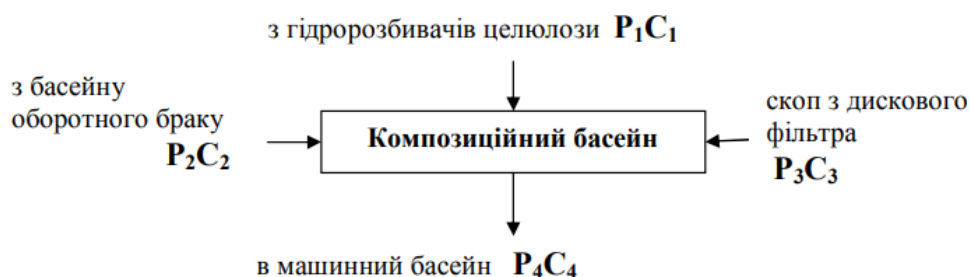 з гідророзбивачів целюлози P₁C₁
з басейну
оборотного браку
P₂C₂
Композиційний басейн
скоп з дискового
фільтра
P₃C₃
в машинний басейн P₄C₄